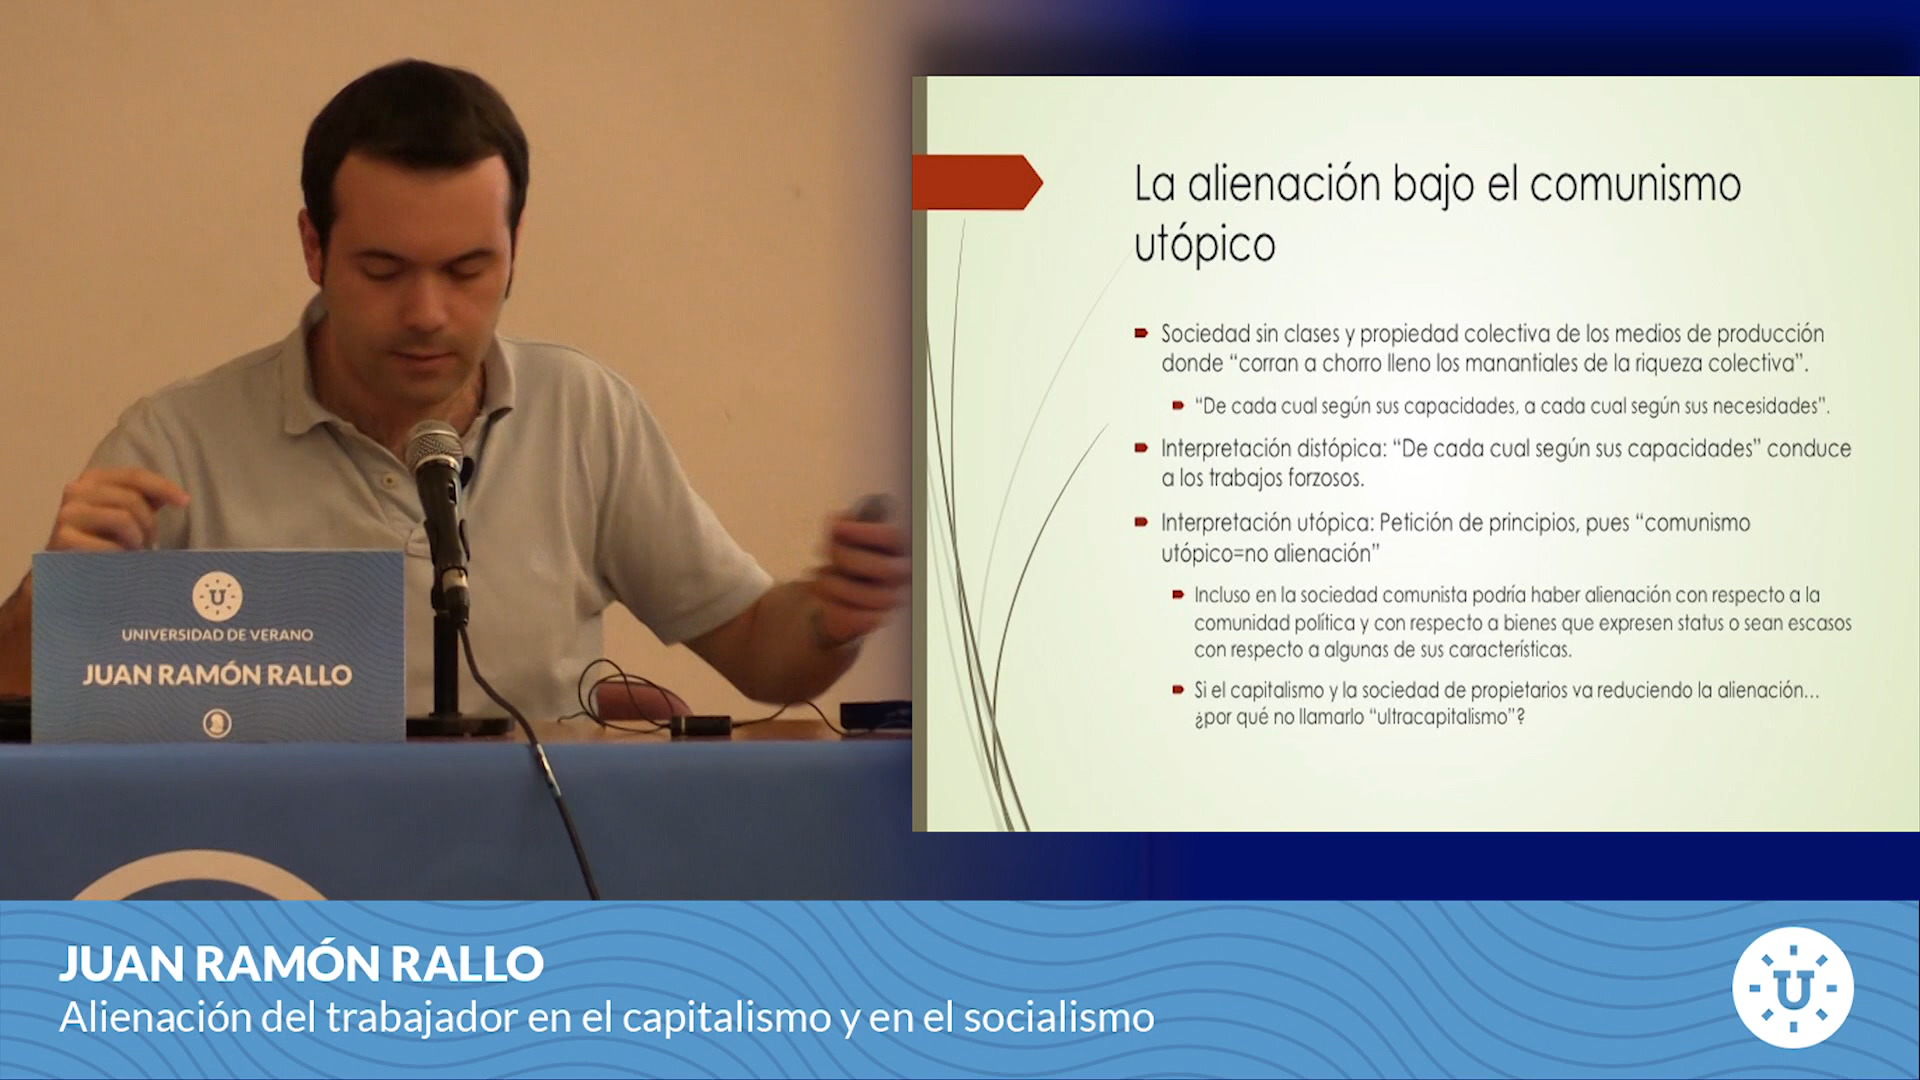 La alienación bajo el comunismo
utópico
Sociedad sin clases y propiedad colectiva de los medios de producción
donde “corran a chorro lleno los manantiales de la riqueza colectiva”.
“De cada cual según sus capacidades, a cada cual según sus necesidades”.
Interpretación distópica: “De cada cual según sus capacidades” conduce
a los trabajos forzosos.
Interpretación utópica: Petición de principios, pues “comunismo
utópico=no alienación”
Incluso en la sociedad comunista podría haber alienación con respecto a la
comunidad política y con respecto a bienes que expresen status o sean escasos
con respecto a algunas de sus características.
Si el capitalismo y la sociedad de propietarios va reduciendo la alienación...
¿por qué no llamarlo “ultracapitalismo”?
U
UNIVERSIDAD DE VERANO
JUAN RAMÓN RALLO
JUAN RAMÓN RALLO
Alienación del trabajador en el capitalismo y en el socialismo
U